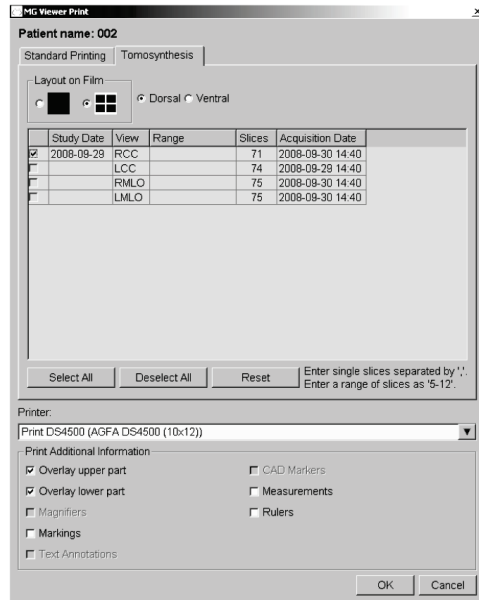 MG Viewer Print
Patient name: 002
Standard Printing Tomosynthesis
Layout on Film
Dorsal Ventral
Study Date View Range Slices Acquisition Date
2008-09-29 RCC 71 2008-09-30 14:40
LCC 74 2008-09-29 14:40
RMLO 75 2008-09-30 14:40
LMLO 75 2008-09-30 14:40
Select All Deselect All Reset Enter single slices separated by ','.
Enter a range of slices as '5-12'.
Printer:
Print DS4500 (AGFA DS4500 (10x12))
Print Additional Information
Overlay upper part CAD Markers
Overlay lower part Measurements
Magnifiers Rulers
Markings
Text Annotations
OK Cancel